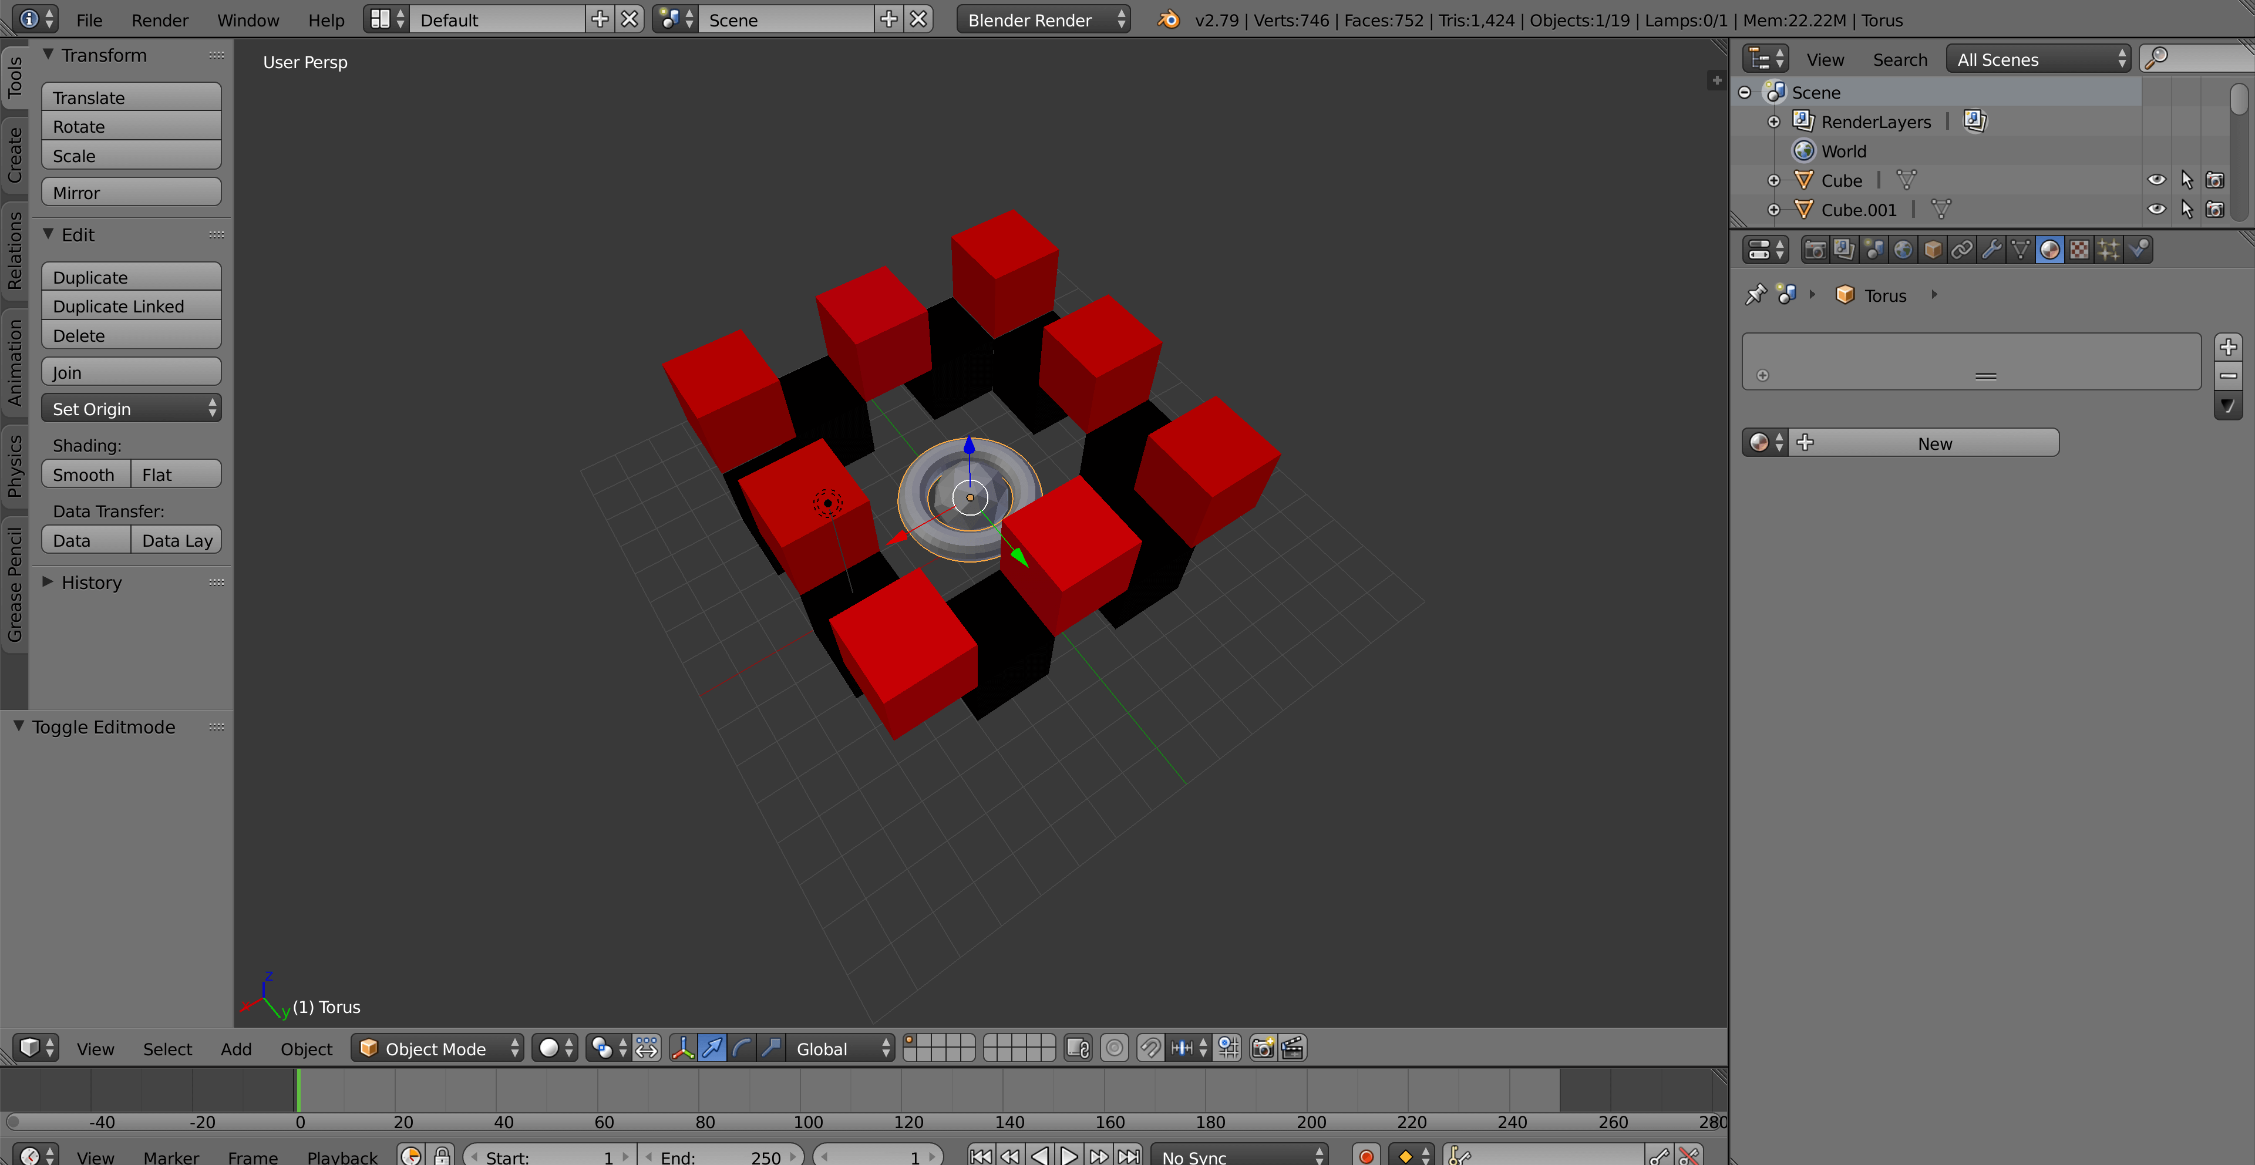 File Render Window Help Default Scene Blender Render v2.79 | Verts:746 | Faces:752 | Tris:1,424 | Objects:1/19 | Lamps:0/1 | Mem:22.22M | Torus
Tools
Create
Relations
Animation
Physics
Grease Pencil
Transform
Translate
Rotate
Scale
Mirror
Edit
Duplicate
Duplicate Linked
Delete
Join
Set Origin
Shading:
Smooth Flat
Data Transfer:
Data Data Lay
History
Toggle Editmode
User Persp
z
x
y
(1) Torus
View Select Add Object Object Mode Global
-40 -20 0 20 40 60 80 100 120 140 160 180 200 220 240 260 280
View Marker Frame Playback Start: 1 End: 250 1 No Sync
View Search All Scenes
Scene
RenderLayers |
World
Cube |
Cube.001 |
Torus
New